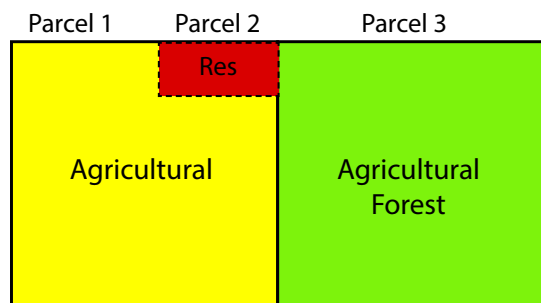 Parcel 1 Parcel 2 Parcel 3
Res
Agricultural
Agricultural
Forest